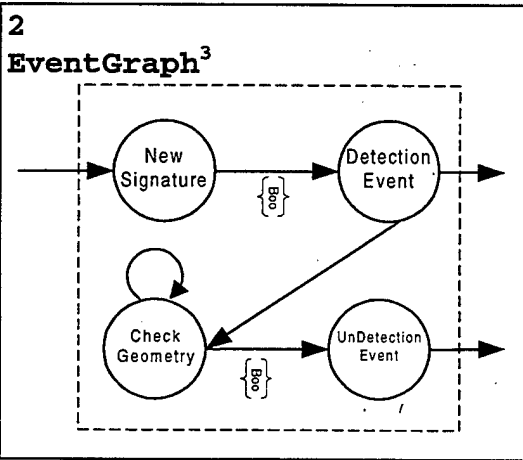 2
EventGraph³
New
Signature
{Boo}
Detection
Event
Check
Geometry
{Boo}
UnDetection
Event